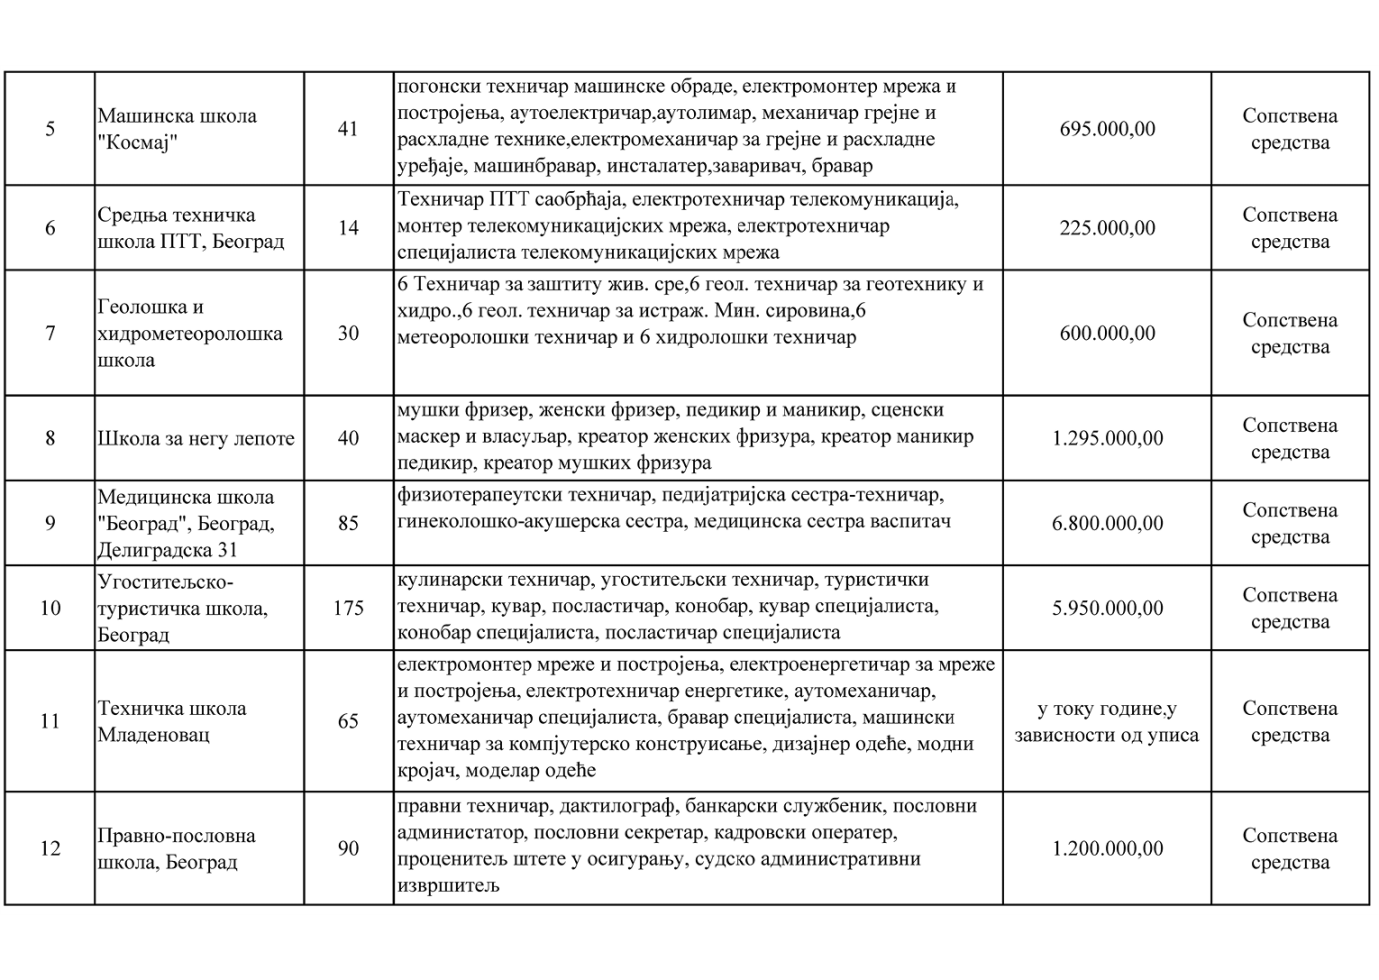 5
Машинска школа
"Космај"
41
погонски техничар машинске обраде, електромонтер мрежа и
постројења, аутоелектричар,аутолимар, механичар грејне и
расхладне технике,електромеханичар за грејне и расхладне
уређаје, машинбравар, инсталатер,заваривач, бравар
695.000,00
Сопствена
средства
6
Средња техничка
школа ПТТ, Београд
14
Техничар ПТТ саобрћаја, електротехничар телекомуникација,
монтер телекомуникацијских мрежа, електротехничар
специјалиста телекомуникацијских мрежа
225.000,00
Сопствена
средства
7
Геолошка и
хидрометеоролошка
школа
30
6 Техничар за заштиту жив. сре,6 геол. техничар за геотехнику и
хидро.,6 геол. техничар за истраж. Мин. сировина,6
метеоролошки техничар и 6 хидролошки техничар
600.000,00
Сопствена
средства
8
Школа за негу лепоте
40
мушки фризер, женски фризер, педикир и маникир, сценски
маскер и власуљар, креатор женских фризура, креатор маникир
педикир, креатор мушких фризура
1.295.000,00
Сопствена
средства
9
Медицинска школа
"Београд", Београд,
Делиградска 31
85
физиотерапеутски техничар, педијатријска сестра-техничар,
гинеколошко-акушерска сестра, медицинска сестра васпитач
6.800.000,00
Сопствена
средства
10
Угоститељско-
туристичка школа,
Београд
175
кулинарски техничар, угоститељски техничар, туристички
техничар, кувар, посластичар, конобар, кувар специјалиста,
конобар специјалиста, посластичар специјалиста
5.950.000,00
Сопствена
средства
11
Техничка школа
Младеновац
65
електромонтер мреже и постројења, електроенергетичар за мреже
и постројења, електротехничар енергетике, аутомеханичар,
аутомеханичар специјалиста, бравар специјалиста, машински
техничар за компјутерско конструисање, дизајнер одеће, модни
кројач, моделар одеће
у току године,у
зависности од уписа
Сопствена
средства
12
Правно-пословна
школа, Београд
90
правни техничар, дактилограф, банкарски службеник, пословни
администатор, пословни секретар, кадровски оператер,
проценитељ штете у осигурању, судско административни
извршитељ
1.200.000,00
Сопствена
средства